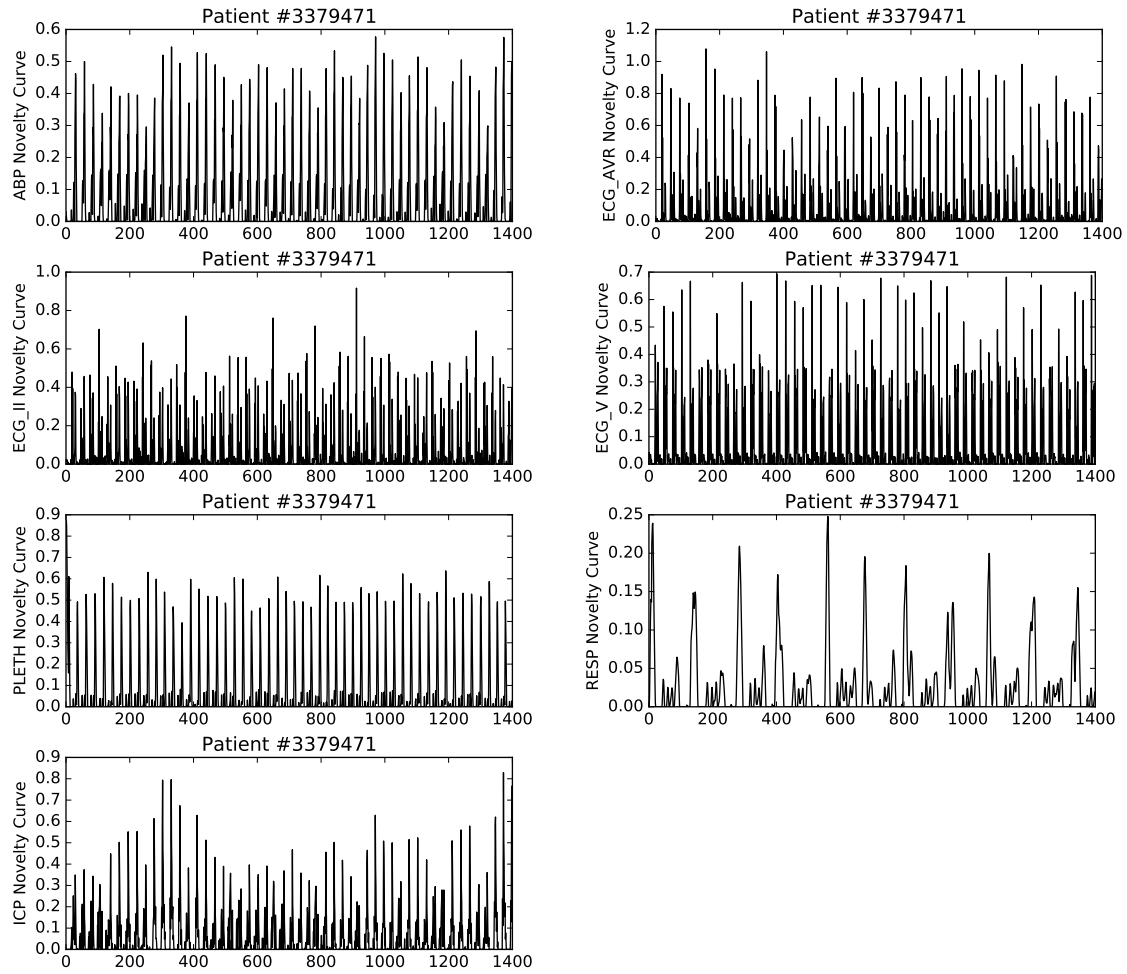 Patient #3379471
ABP Novelty Curve
0.6
0.5
0.4
0.3
0.2
0.1
0.0
0 200 400 600 800 1000 1200 1400
Patient #3379471
ECG_AVR Novelty Curve
1.2
1.0
0.8
0.6
0.4
0.2
0.0
0 200 400 600 800 1000 1200 1400
Patient #3379471
ECG_II Novelty Curve
1.0
0.8
0.6
0.4
0.2
0.0
0 200 400 600 800 1000 1200 1400
Patient #3379471
ECG_V Novelty Curve
0.7
0.6
0.5
0.4
0.3
0.2
0.1
0.0
0 200 400 600 800 1000 1200 1400
Patient #3379471
PLETH Novelty Curve
0.9
0.8
0.7
0.6
0.5
0.4
0.3
0.2
0.1
0.0
0 200 400 600 800 1000 1200 1400
Patient #3379471
RESP Novelty Curve
0.25
0.20
0.15
0.10
0.05
0.00
0 200 400 600 800 1000 1200 1400
Patient #3379471
ICP Novelty Curve
0.9
0.8
0.7
0.6
0.5
0.4
0.3
0.2
0.1
0.0
0 200 400 600 800 1000 1200 1400